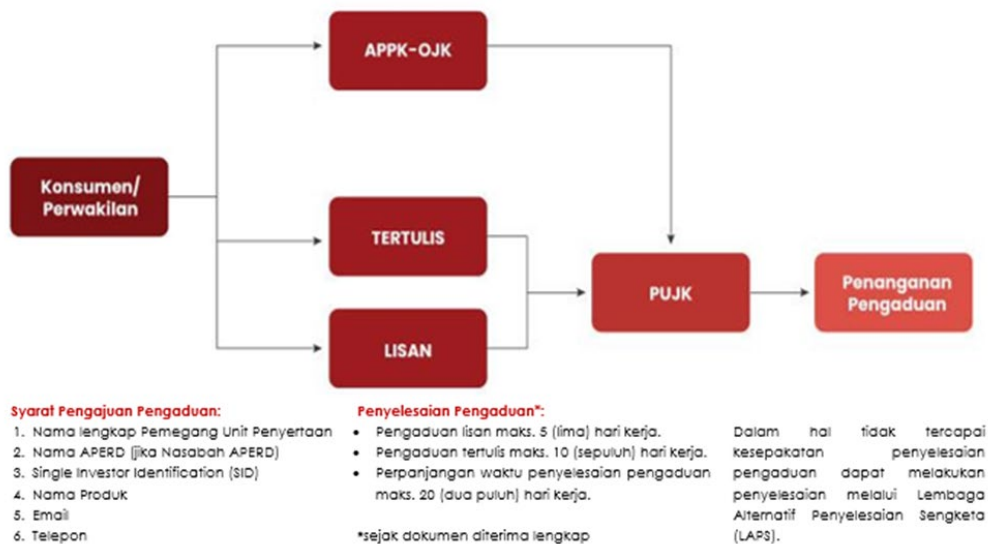 APPK-OJK
Konsumen/
Perwakilan
TERTULIS
LISAN
PUJK
Penanganan
Pengaduan
Syarat Pengajuan Pengaduan:
1. Nama lengkap Pemegang Unit Penyertaan
2. Nama APERD (jika Nasabah APERD)
3. Single Investor Identification (SID)
4. Nama Produk
5. Email
6. Telepon
Penyelesaian Pengaduan*:
• Pengaduan lisan maks. 5 (lima) hari kerja.
• Pengaduan tertulis maks. 10 (sepuluh) hari kerja.
• Perpanjangan waktu penyelesaian pengaduan
maks. 20 (dua puluh) hari kerja.
*sejak dokumen diterima lengkap
Dalam hal tidak tercapai
kesepakatan penyelesaian
pengaduan dapat melakukan
penyelesaian melalui Lembaga
Alternatif Penyelesaian Sengketa
(LAPS).